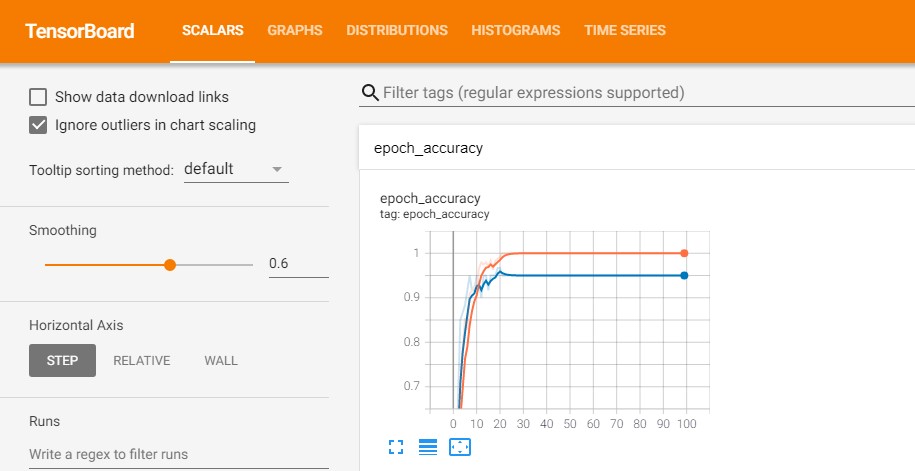 TensorBoard SCALARS GRAPHS DISTRIBUTIONS HISTOGRAMS TIME SERIES
Show data download links
Ignore outliers in chart scaling
Tooltip sorting method: default
Smoothing
0.6
Horizontal Axis
STEP RELATIVE WALL
Runs
Write a regex to filter runs
Filter tags (regular expressions supported)
epoch_accuracy
epoch_accuracy
tag: epoch_accuracy
1
0.9
0.8
0.7
0 10 20 30 40 50 60 70 80 90 100